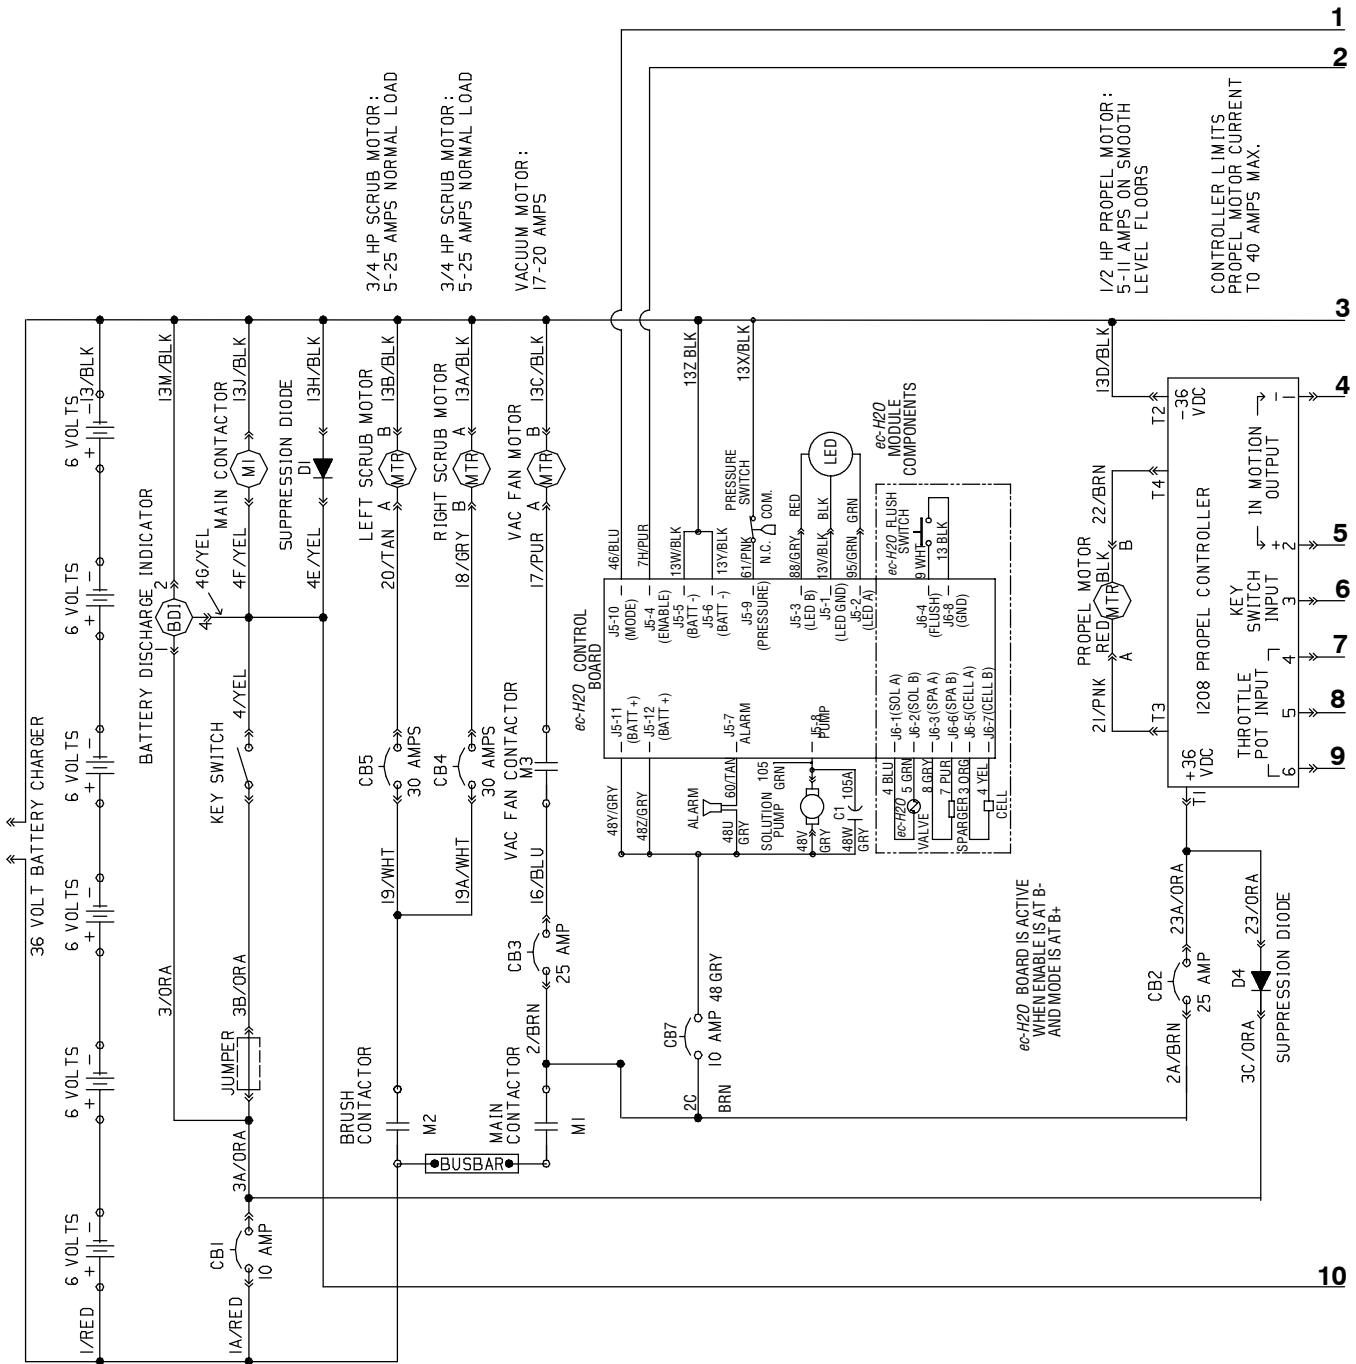 1
2
3/4 HP SCRUB MOTOR:
5-25 AMPS NORMAL LOAD
3/4 HP SCRUB MOTOR:
5-25 AMPS NORMAL LOAD
VACUUM MOTOR:
17-20 AMPS
1/2 HP PROPEL MOTOR:
5-11 AMPS ON SMOOTH
LEVEL FLOORS
CONTROLLER LIMITS
PROPEL MOTOR CURRENT
TO 40 AMPS MAX.
3
4
5
6
7
8
9
10
36 VOLT BATTERY CHARGER
13/BLK
6 VOLTS
+ -
6 VOLTS
+ -
6 VOLTS
+ -
6 VOLTS
+ -
6 VOLTS
+ -
6 VOLTS
+ -
1/RED
BATTERY DISCHARGE INDICATOR
13M/BLK
2
BDI
1
4
4G/YEL
3/ORA
MAIN CONTACTOR
13J/BLK
M1
4F/YEL
4/YEL
KEY SWITCH
3B/ORA
JUMPER
3A/ORA
CB1
10 AMP
1A/RED
SUPPRESSION DIODE
13H/BLK
D1
4E/YEL
LEFT SCRUB MOTOR
13B/BLK
B
MTR
A
20/TAN
CB5
30 AMPS
19/WHT
BRUSH
CONTACTOR
M2
RIGHT SCRUB MOTOR
13A/BLK
A
MTR
B
18/GRY
CB4
30 AMPS
19A/WHT
BUSBAR
VAC FAN MOTOR
13C/BLK
B
MTR
A
17/PUR
VAC FAN CONTACTOR
M3
16/BLU
CB3
25 AMP
2/BRN
MAIN
CONTACTOR
M1
ec-H2O CONTROL
BOARD
46/BLU
J5-10
(MODE)
7H/PUR
J5-4
(ENABLE)
13Z BLK
13W/BLK
J5-5
(BATT -)
13Y/BLK
J5-6
(BATT -)
13X/BLK
PRESSURE
SWITCH
COM.
N.C.
61/PNK
J5-9
(PRESSURE)
LED
RED
88/GRY
J5-3
(LED B)
BLK
13V/BLK
J5-1
(LED GND)
GRN
95/GRN
J5-2
(LED A)
ec-H2O
MODULE
COMPONENTS
ec-H2O FLUSH
SWITCH
9 WHT
J6-4
(FLUSH)
13 BLK
J6-8
(GND)
J5-11
(BATT +)
48Y/GRY
J5-12
(BATT +)
48Z/GRY
J5-7
ALARM
60/TAN
ALARM
48U
GRY
J5-8
PUMP
105
GRN
SOLUTION
PUMP
48V
GRY
105A
C1
48W
GRY
J6-1(SOL A)
4 BLU
J6-2(SOL B)
5 GRN
ec-H2O
VALVE
J6-3(SPA A)
8 GRY
J6-6(SPA B)
7 PUR
SPARGER
J6-5(CELL A)
3 ORG
J6-7(CELL B)
4 YEL
CELL
48 GRY
CB7
10 AMP
2C
BRN
ec-H2O BOARD IS ACTIVE
WHEN ENABLE IS AT B-
AND MODE IS AT B+
13D/BLK
T2
-36
VDC
22/BRN
T4
PROPEL MOTOR
B
BLK
MTR
RED
A
21/PNK
T3
+36
VDC
T1
1208 PROPEL CONTROLLER
IN MOTION
OUTPUT
-
1
+
2
KEY
SWITCH
INPUT
3
THROTTLE
POT INPUT
4
5
6
23A/ORA
CB2
25 AMP
2A/BRN
23/ORA
D4
SUPPRESSION DIODE
3C/ORA